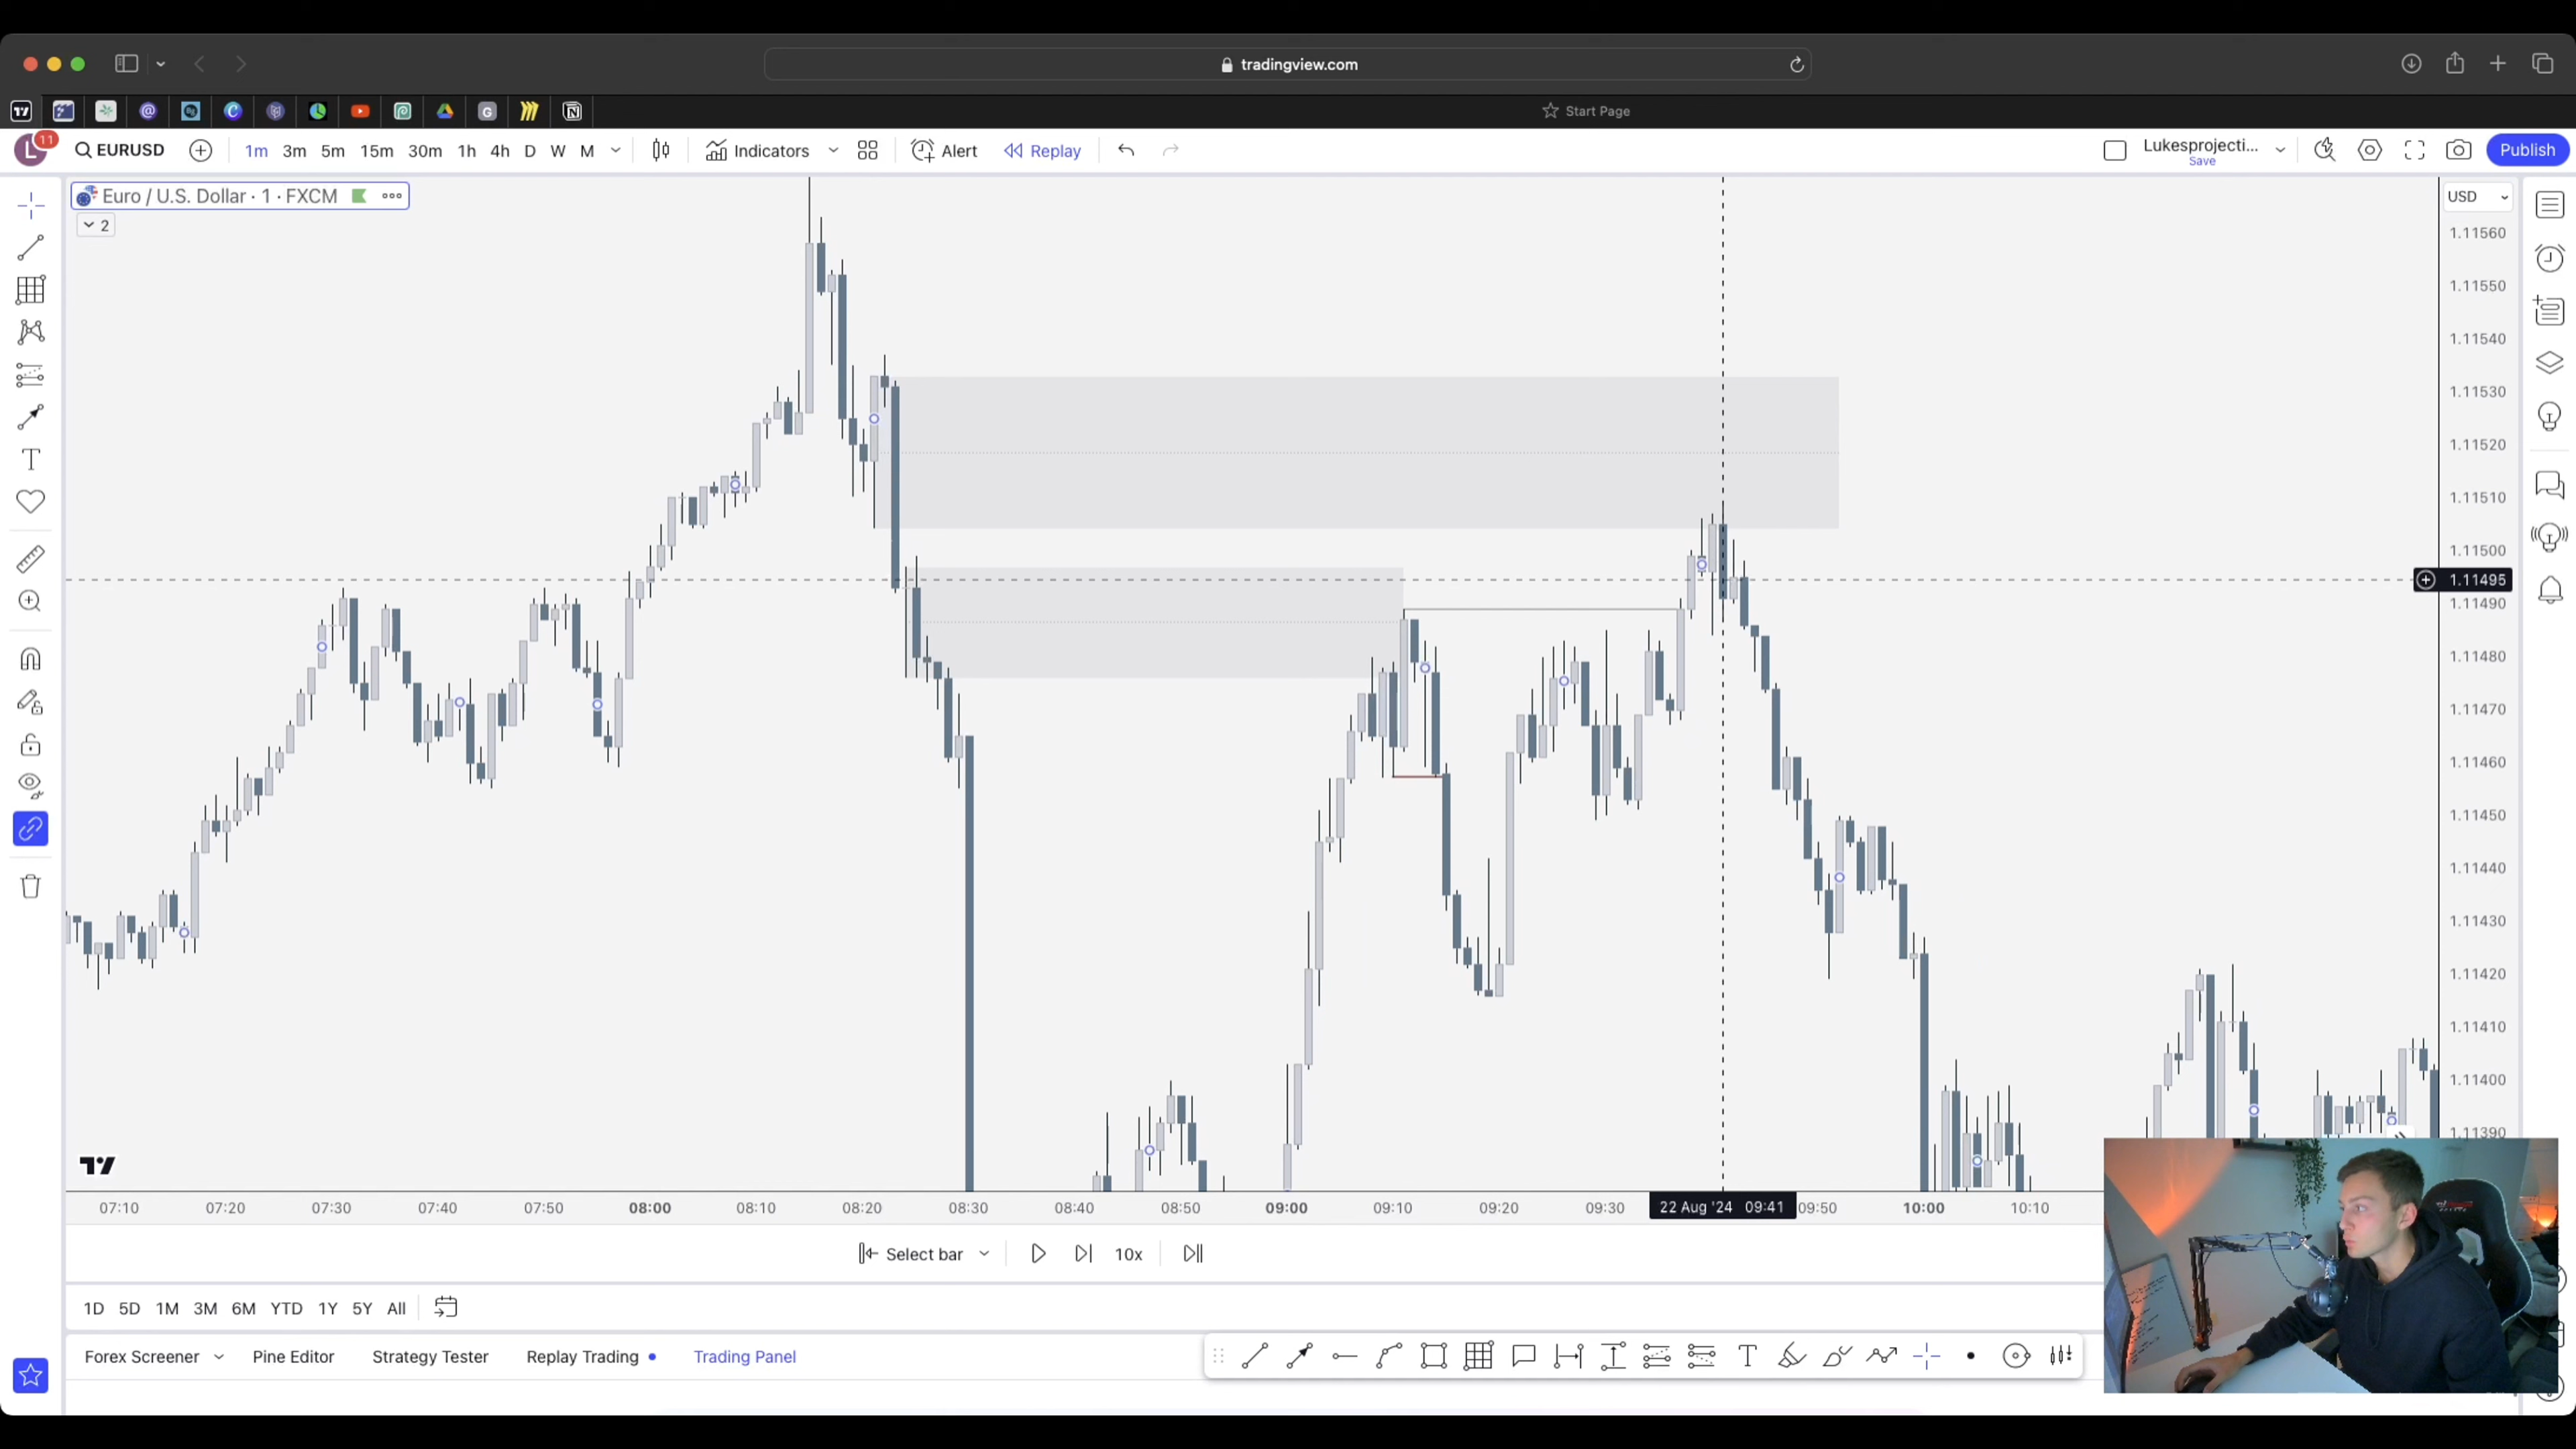 tradingview.com
Start Page
L 11
EURUSD 1m 3m 5m 15m 30m 1h 4h D W M Indicators Alert Replay Lukesprojecti... Save Publish
Euro / U.S. Dollar · 1 · FXCM
2
USD
1.11560
1.11550
1.11540
1.11530
1.11520
1.11510
1.11500
1.11495
1.11490
1.11480
1.11470
1.11460
1.11450
1.11440
1.11430
1.11420
1.11410
1.11400
1.11390
07:10 07:20 07:30 07:40 07:50 08:00 08:10 08:20 08:30 08:40 08:50 09:00 09:10 09:20 09:30 22 Aug '24 09:41 09:50 10:00 10:10
Select bar 10x
1D 5D 1M 3M 6M YTD 1Y 5Y All
Forex Screener Pine Editor Strategy Tester Replay Trading Trading Panel